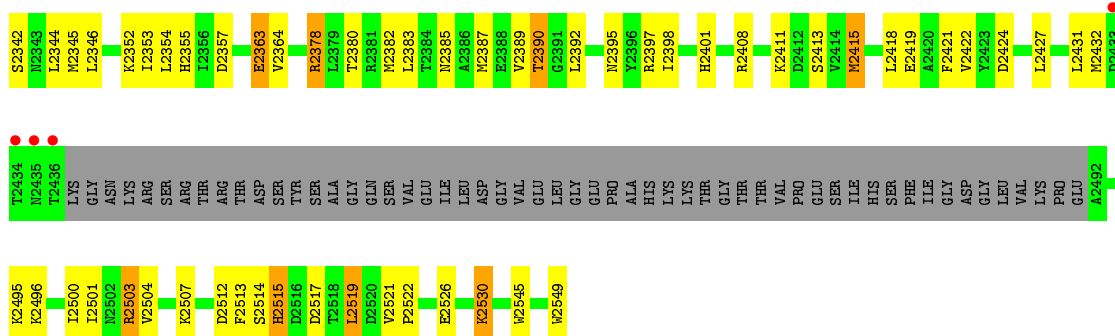 S2342 N2343 L2344 M2345 L2346 K2352 I2353 L2354 H2355 I2356 D2357 E2363 V2364 R2378 L2379 T2380 R2381 M2382 L2383 T2384 N2385 A2386 M2387 E2388 V2389 T2390 G2391 L2392 N2395 Y2396 R2397 I2398 H2401 R2408 K2411 D2412 S2413 V2414 M2415 L2418 E2419 A2420 F2421 V2422 Y2423 D2424 L2427 L2431 M2432 D2433
T2434 N2435 T2436 LYS GLY ASN LYS ARG SER ARG THR ARG THR ASP SER TYR SER ALA GLY GLN SER VAL GLU ILE LEU ASP GLY VAL GLU LEU GLY GLU PRO ALA HIS LYS LYS THR GLY THR THR VAL PRO GLU SER ILE HIS SER PHE ILE GLY ASP GLY LEU VAL LYS PRO GLU A2492
K2495 K2496 I2500 I2501 N2502 R2503 V2504 K2507 D2512 F2513 S2514 H2515 D2516 D2517 T2518 L2519 D2520 V2521 P2522 E2526 K2530 W2545 W2549